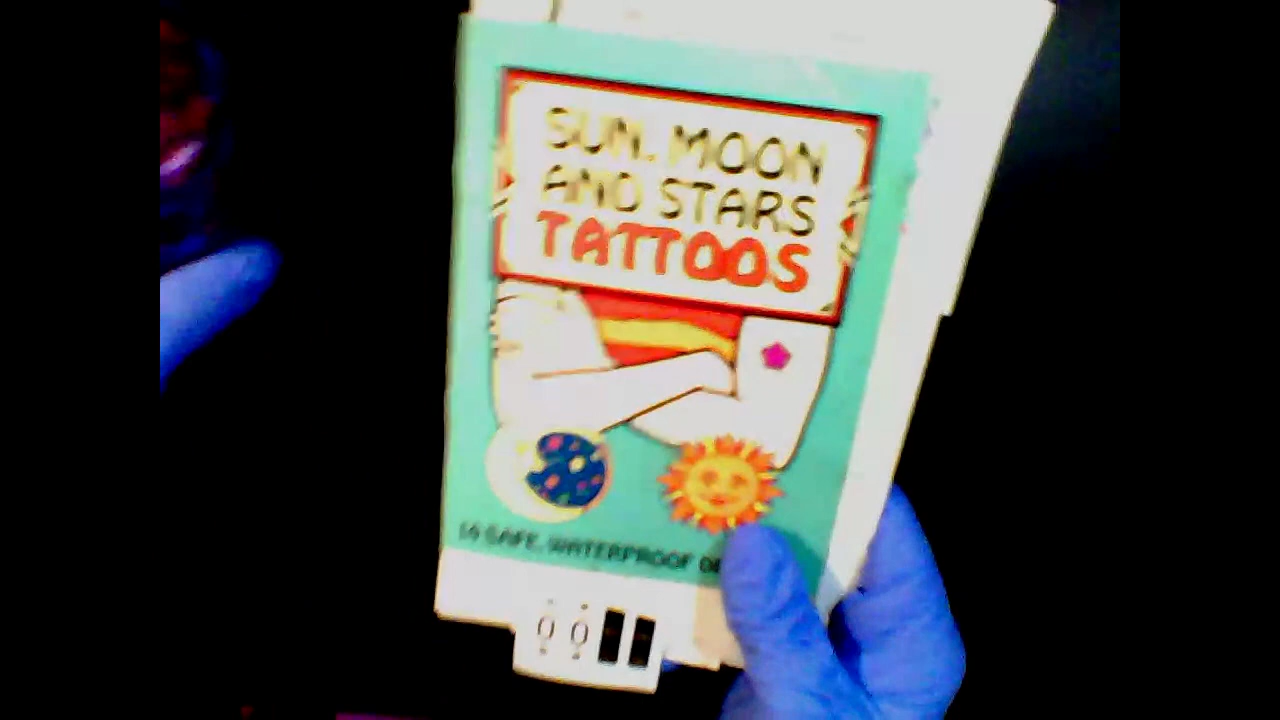 SUN, MOON
AND STARS
TATTOOS
16 SAFE, WATERPROOF